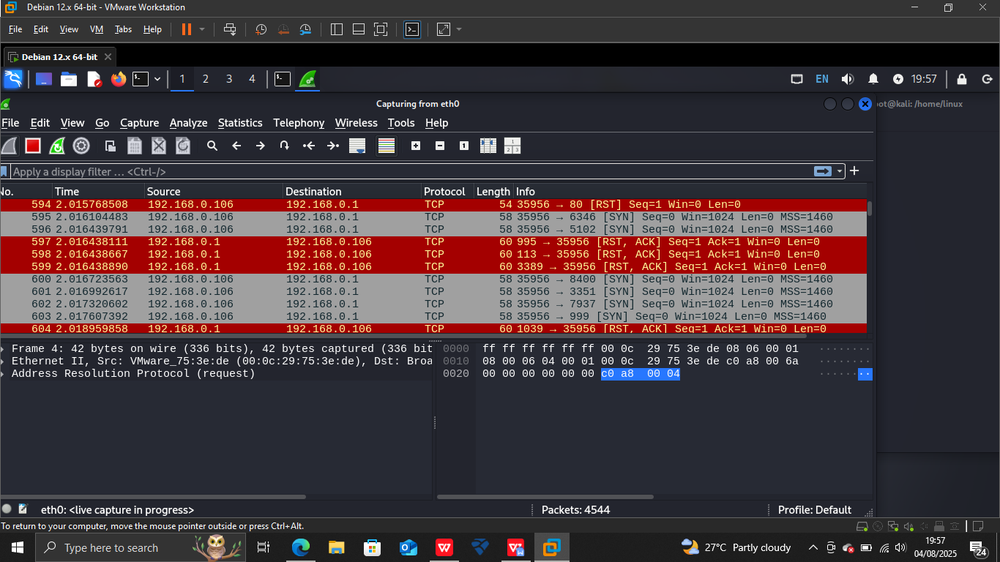 Debian 12.x 64-bit - VMware Workstation
File Edit View VM Tabs Help
Debian 12.x 64-bit
1 2 3 4 EN 19:57
Capturing from eth0
ot@kali: /home/linux
File Edit View Go Capture Analyze Statistics Telephony Wireless Tools Help
Apply a display filter … <Ctrl-/>
No. Time Source Destination Protocol Length Info
594 2.015768508 192.168.0.106 192.168.0.1 TCP 54 35956 → 80 [RST] Seq=1 Win=0 Len=0
595 2.016104483 192.168.0.106 192.168.0.1 TCP 58 35956 → 6346 [SYN] Seq=0 Win=1024 Len=0 MSS=1460
596 2.016439791 192.168.0.106 192.168.0.1 TCP 58 35956 → 5102 [SYN] Seq=0 Win=1024 Len=0 MSS=1460
597 2.016438111 192.168.0.1 192.168.0.106 TCP 60 995 → 35956 [RST, ACK] Seq=1 Ack=1 Win=0 Len=0
598 2.016438667 192.168.0.1 192.168.0.106 TCP 60 113 → 35956 [RST, ACK] Seq=1 Ack=1 Win=0 Len=0
599 2.016438890 192.168.0.1 192.168.0.106 TCP 60 3389 → 35956 [RST, ACK] Seq=1 Ack=1 Win=0 Len=0
600 2.016723563 192.168.0.106 192.168.0.1 TCP 58 35956 → 8400 [SYN] Seq=0 Win=1024 Len=0 MSS=1460
601 2.016992617 192.168.0.106 192.168.0.1 TCP 58 35956 → 3351 [SYN] Seq=0 Win=1024 Len=0 MSS=1460
602 2.017320602 192.168.0.106 192.168.0.1 TCP 58 35956 → 7937 [SYN] Seq=0 Win=1024 Len=0 MSS=1460
603 2.017607392 192.168.0.106 192.168.0.1 TCP 58 35956 → 999 [SYN] Seq=0 Win=1024 Len=0 MSS=1460
604 2.018959858 192.168.0.1 192.168.0.106 TCP 60 1039 → 35956 [RST, ACK] Seq=1 Ack=1 Win=0 Len=0
Frame 4: 42 bytes on wire (336 bits), 42 bytes captured (336 bit
Ethernet II, Src: VMware_75:3e:de (00:0c:29:75:3e:de), Dst: Broa
Address Resolution Protocol (request)
0000 ff ff ff ff ff ff 00 0c 29 75 3e de 08 06 00 01 ········
0010 08 00 06 04 00 01 00 0c 29 75 3e de c0 a8 00 6a ········
0020 00 00 00 00 00 00 c0 a8 00 04 ········
eth0: <live capture in progress> Packets: 4544 Profile: Default
To return to your computer, move the mouse pointer outside or press Ctrl+Alt.
Type here to search
27°C Partly cloudy
19:57
04/08/2025
24